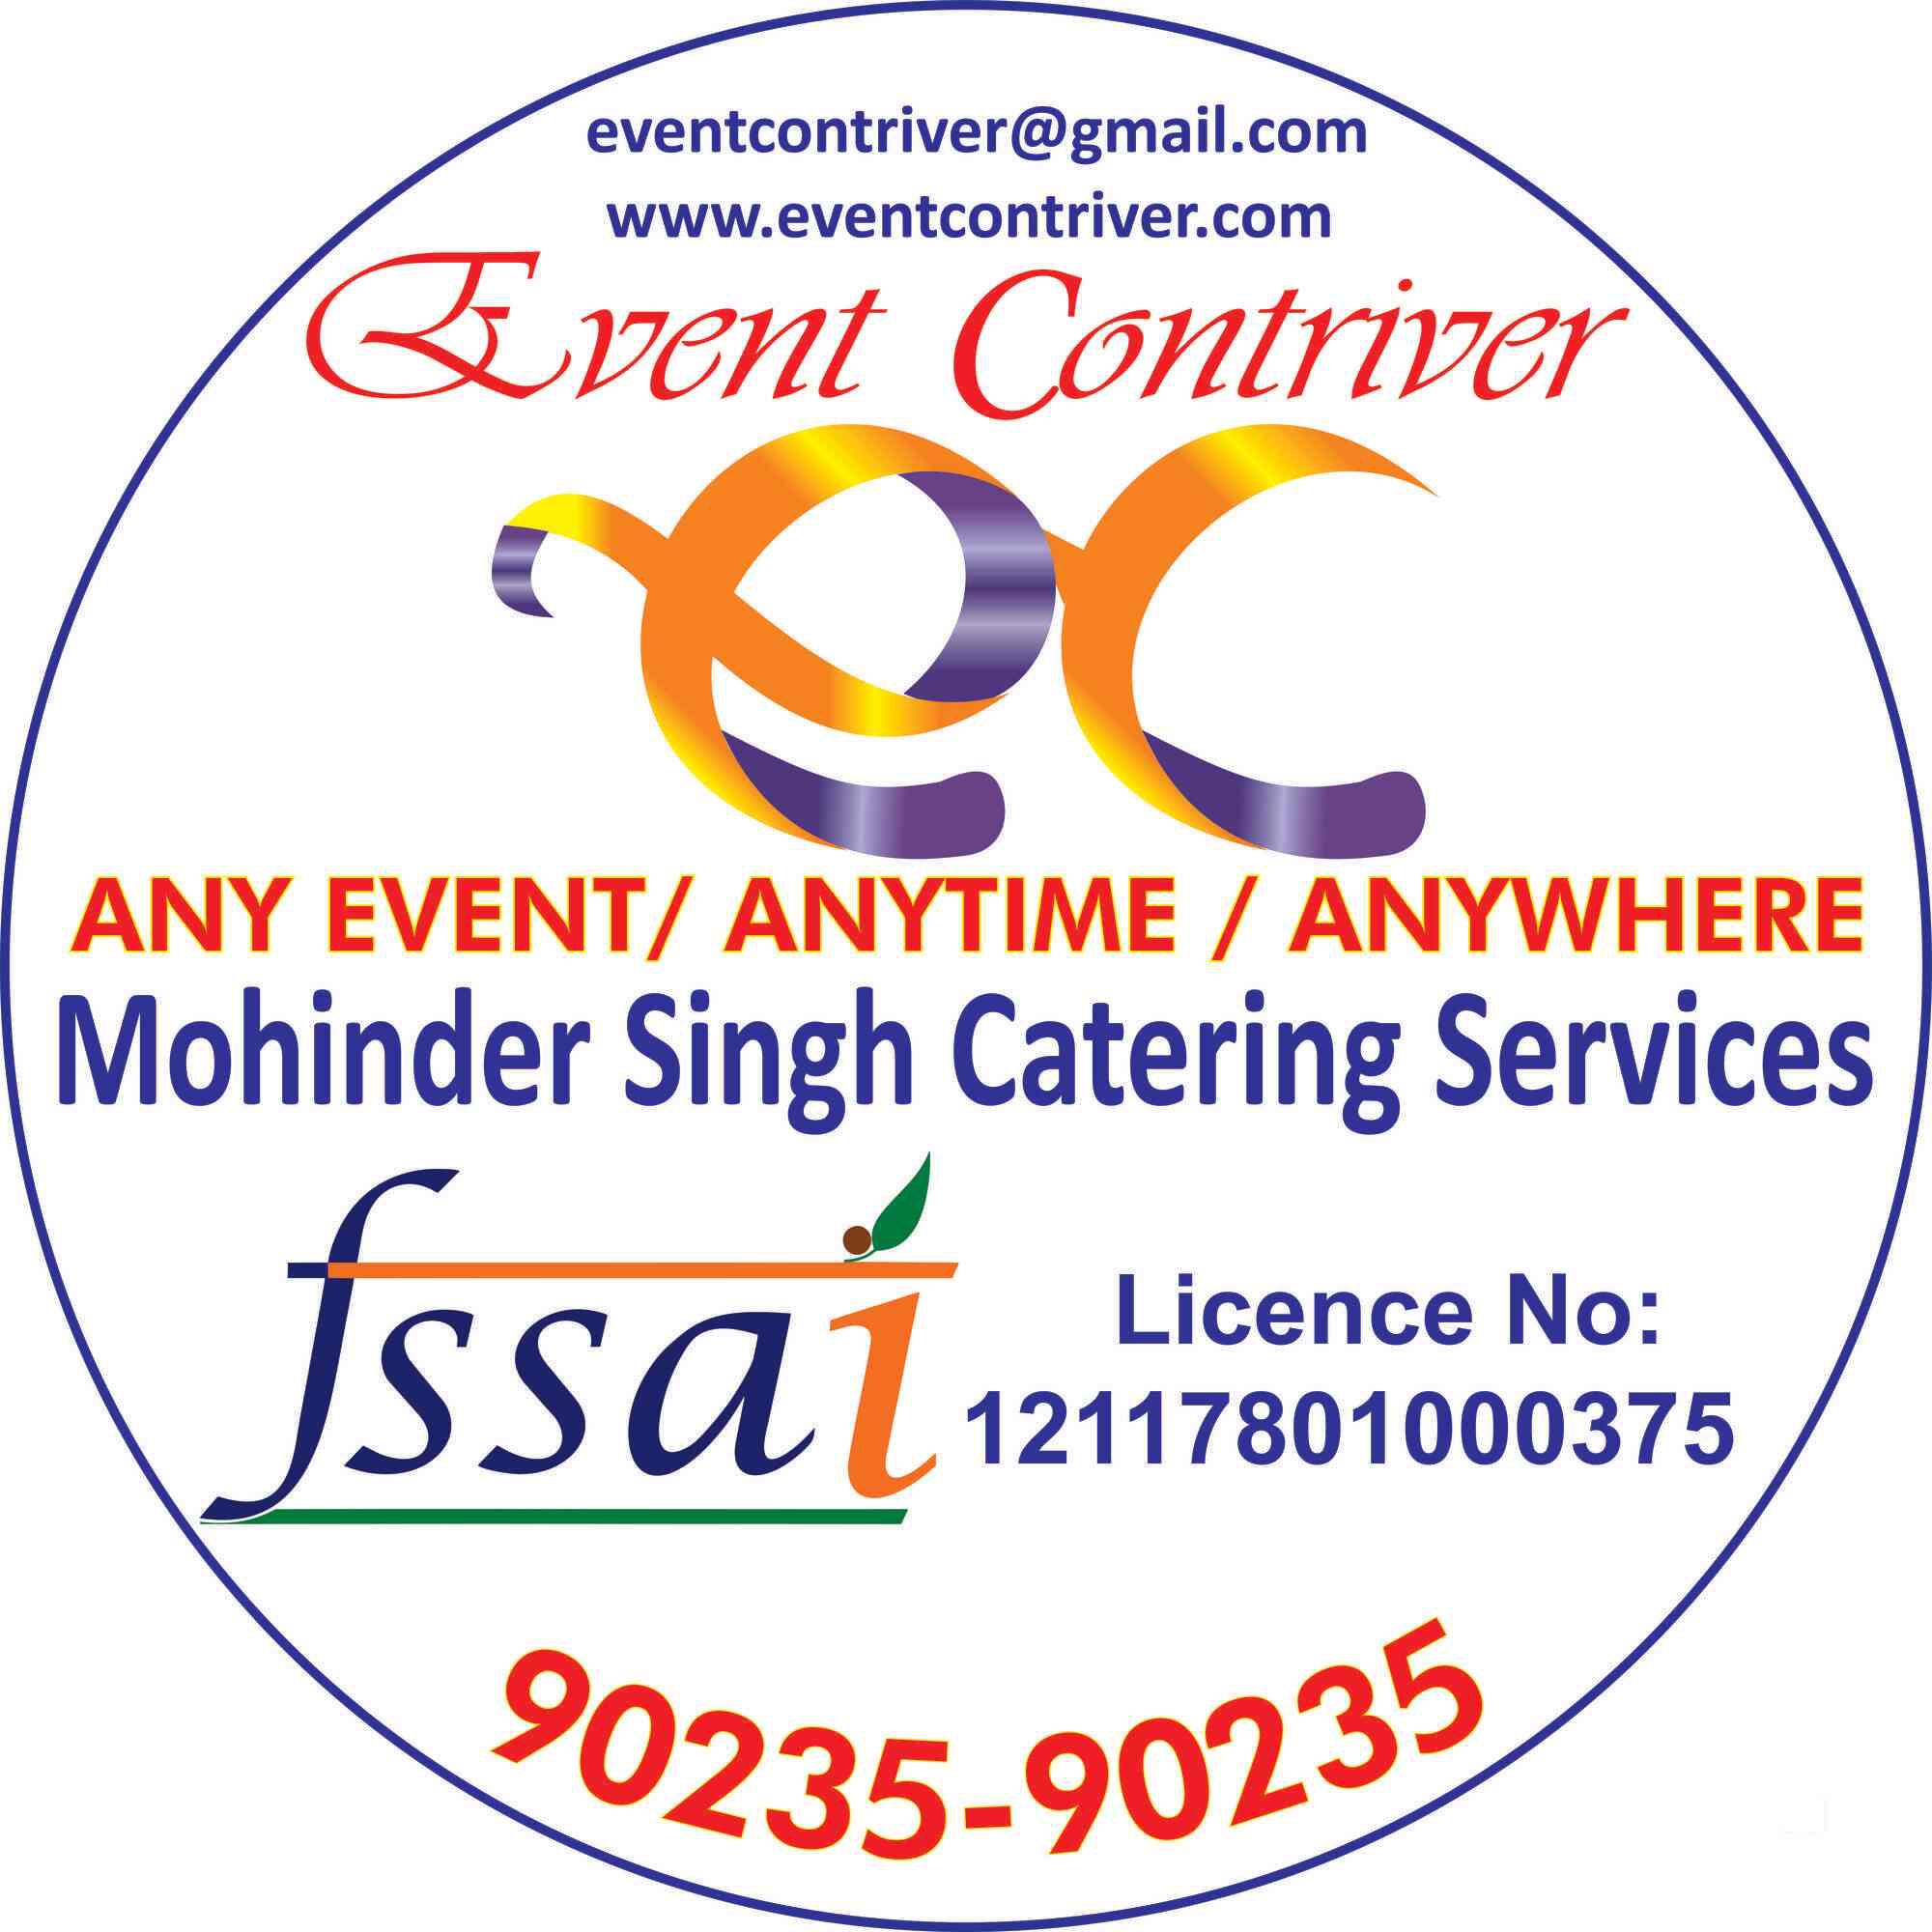 eventcontriver@gmail.com
www.eventcontriver.com
Event Contriver
ec
ANY EVENT/ ANYTIME / ANYWHERE
Mohinder Singh Catering Services
fssai
Licence No:
12117801000375
90235-90235